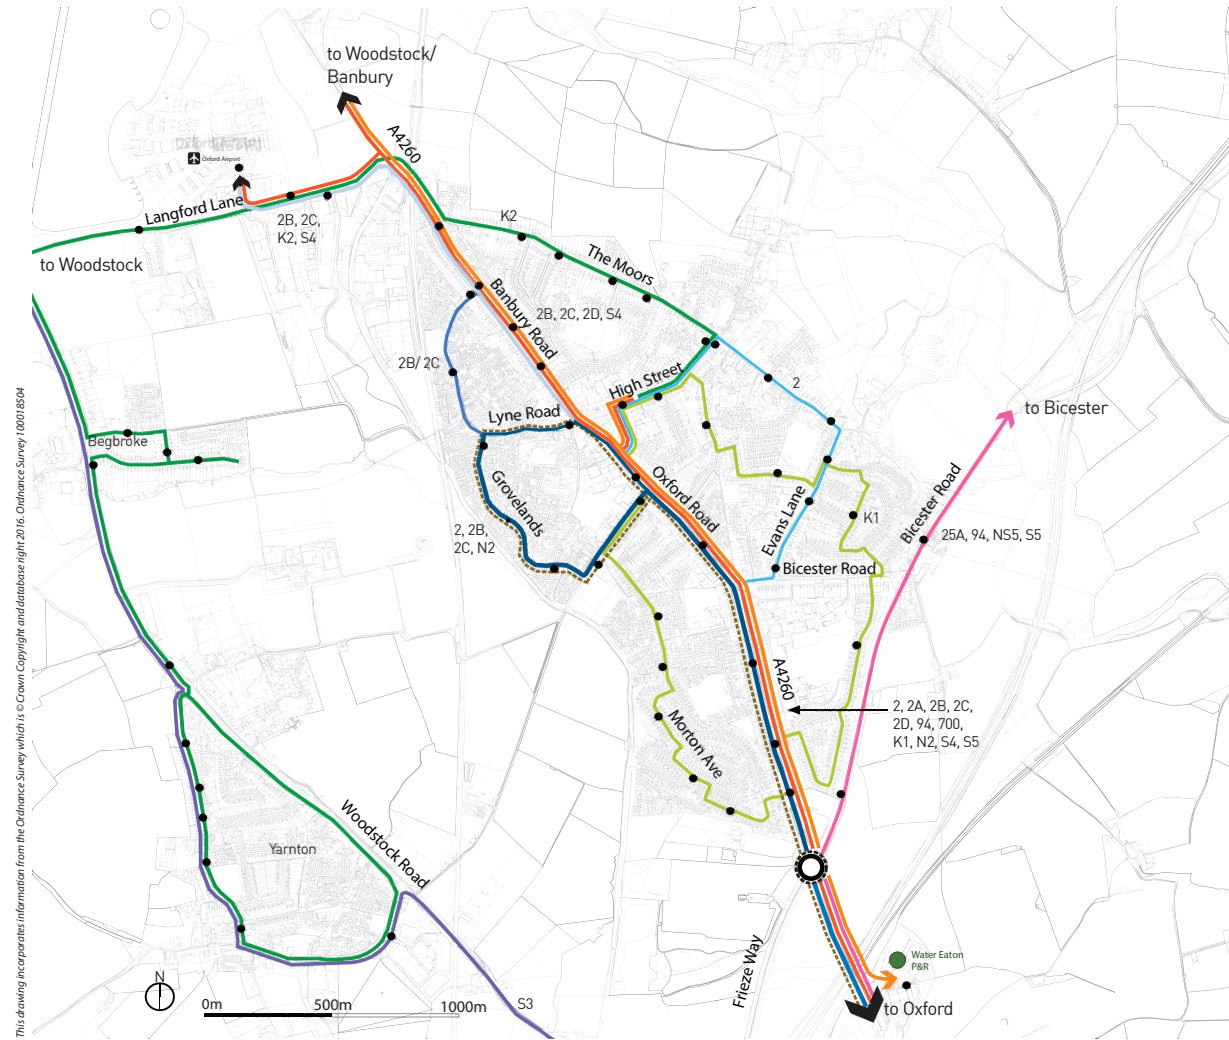 to Woodstock/
Banbury
A4260
Oxford Airport
Langford Lane
2B, 2C,
K2, S4
to Woodstock
K2
The Moors
Banbury Road
2B, 2C, 2D, S4
2B/ 2C
High Street
2
to Bicester
Lyne Road
Begbroke
Grovelands
Oxford Road
2, 2B,
2C, N2
Evans Lane
K1
Bicester Road
25A, 94, NS5, S5
Bicester Road
A4260
2, 2A, 2B, 2C,
2D, 94, 700,
K1, N2, S4, S5
Morton Ave
Woodstock Road
Yarnton
Frieze Way
Water Eaton
P&R
to Oxford
N
0m
500m
1000m
S3
This drawing incorporates information from the Ordnance Survey which is © Crown Copyright and database right 2016. Ordnance Survey 100018504